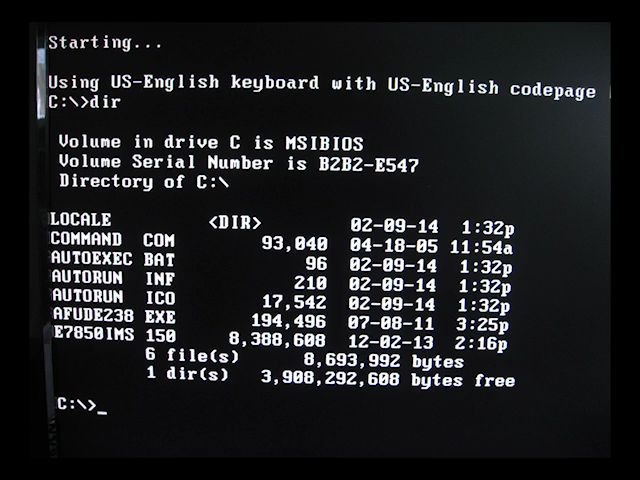 Starting...
Using US-English keyboard with US-English codepage
C:\>dir
Volume in drive C is MSIBIOS
Volume Serial Number is B2B2-E547
Directory of C:\
LOCALE <DIR> 02-09-14 1:32p
COMMAND COM 93,040 04-18-05 11:54a
AUTOEXEC BAT 96 02-09-14 1:32p
AUTORUN INF 210 02-09-14 1:32p
AUTORUN ICO 17,542 02-09-14 1:32p
AFUDE238 EXE 194,496 07-08-11 3:25p
E7850IMS 150 8,388,608 12-02-13 2:16p
6 file(s) 8,693,992 bytes
1 dir(s) 3,908,292,608 bytes free
C:\>_